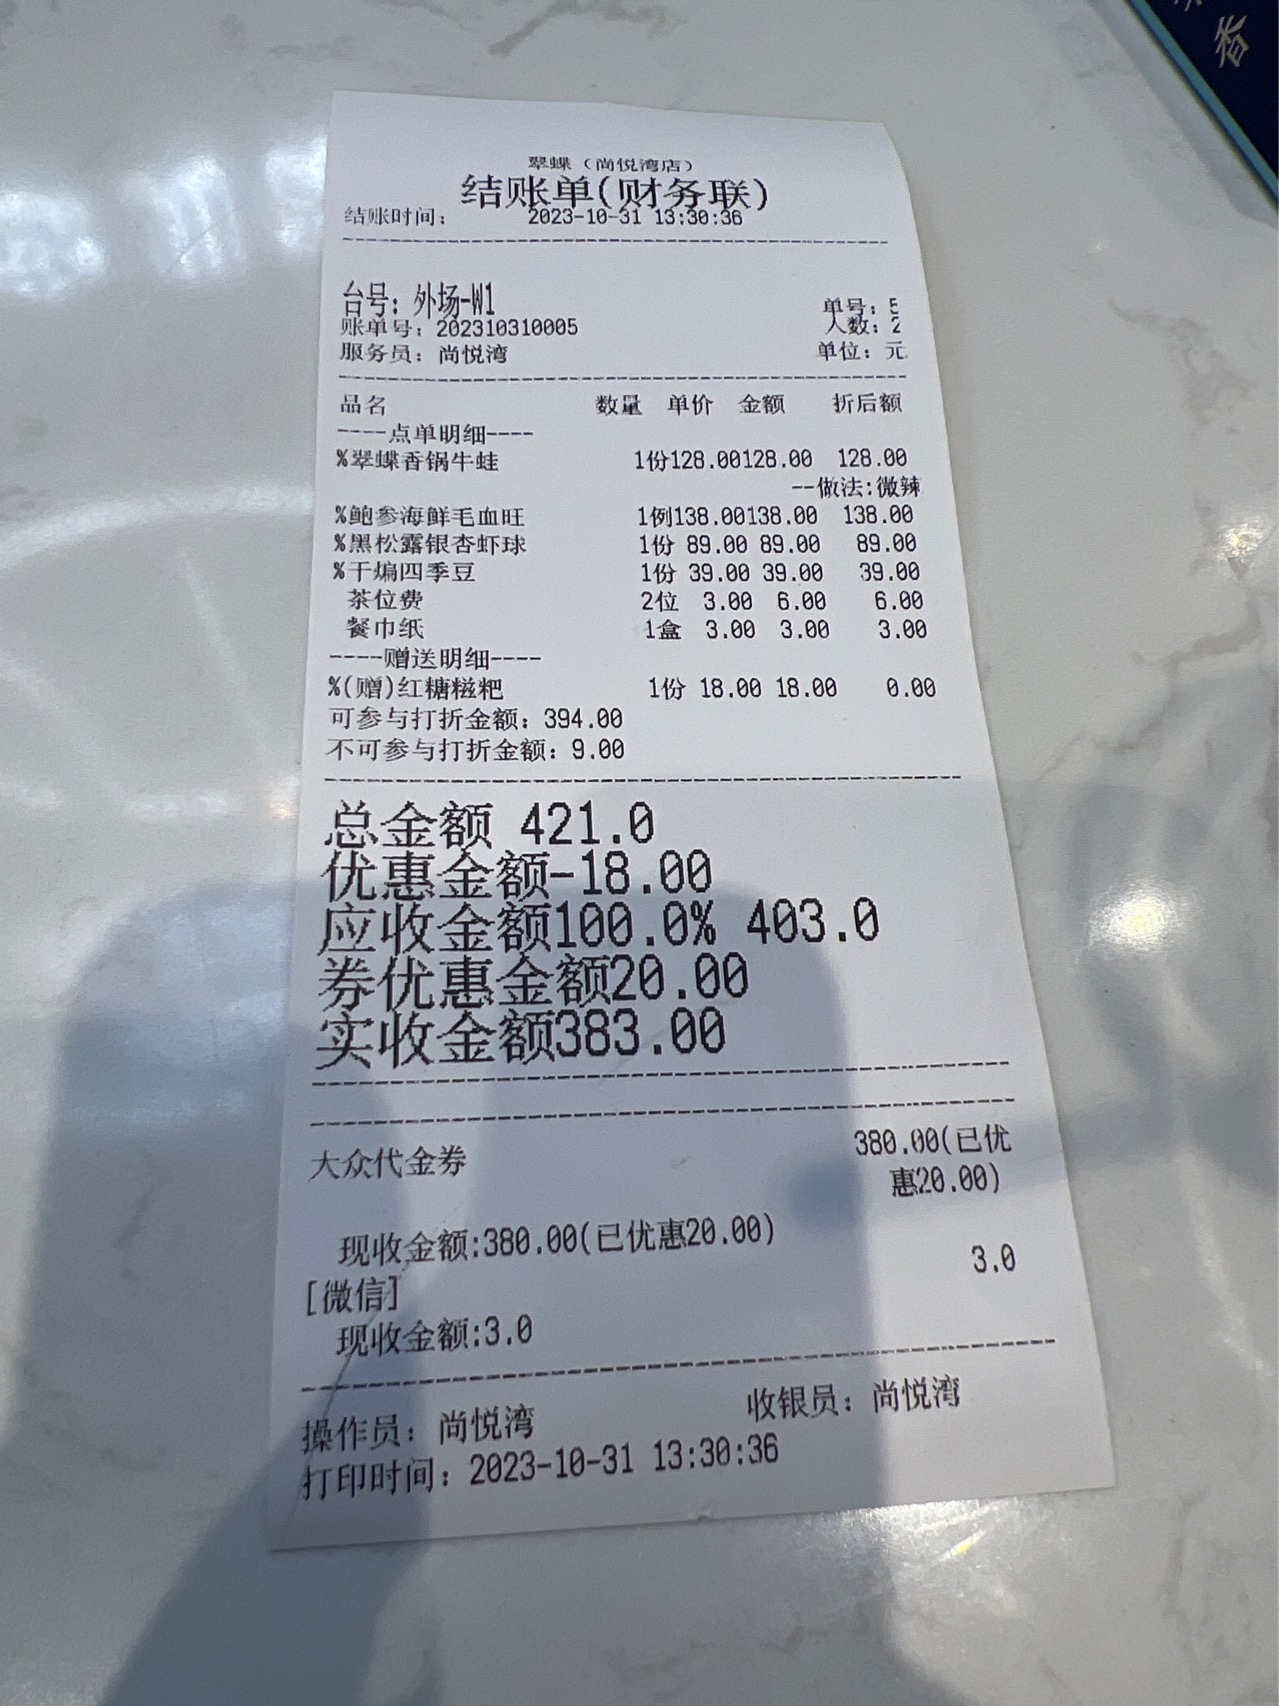 香
翠蝶（尚悦湾店）
结账单(财务联)
结账时间： 2023-10-31 13:30:36
台号：外场-W1
单号：5
账单号：202310310005 人数：2
服务员：尚悦湾 单位：元
品名 数量 单价 金额 折后额
----点单明细----
%翠蝶香锅牛蛙 1份128.00128.00 128.00
--做法:微辣
%鲍参海鲜毛血旺 1例138.00138.00 138.00
%黑松露银杏虾球 1份 89.00 89.00 89.00
%干煸四季豆 1份 39.00 39.00 39.00
茶位费 2位 3.00 6.00 6.00
餐巾纸 1盒 3.00 3.00 3.00
----赠送明细----
%(赠)红糖糍粑 1份 18.00 18.00 0.00
可参与打折金额：394.00
不可参与打折金额：9.00
总金额 421.0
优惠金额-18.00
应收金额100.0% 403.0
券优惠金额20.00
实收金额383.00
大众代金券 380.00(已优
惠20.00)
现收金额:380.00(已优惠20.00)
[微信] 3.0
现收金额:3.0
操作员：尚悦湾 收银员：尚悦湾
打印时间：2023-10-31 13:30:36